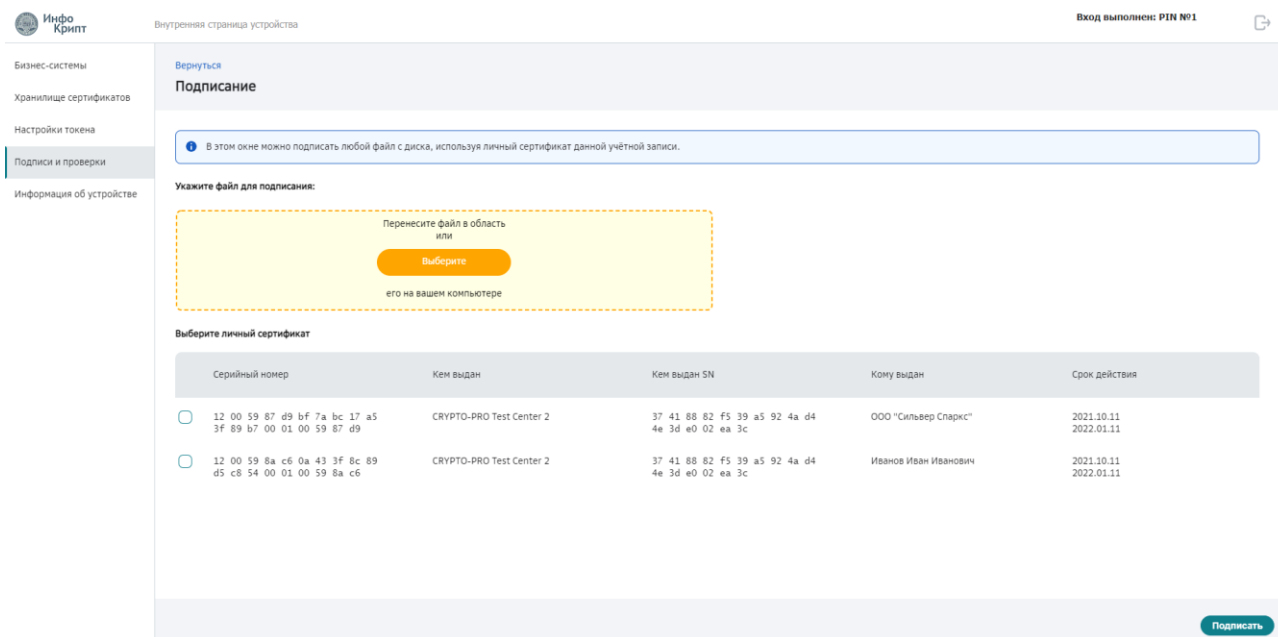 Инфо
Крипт
Внутренняя страница устройства
Вход выполнен: PIN №1
Бизнес-системы
Хранилище сертификатов
Настройки токена
Подписи и проверки
Информация об устройстве
Вернуться
Подписание
В этом окне можно подписать любой файл с диска, используя личный сертификат данной учётной записи.
Укажите файл для подписания:
Перенесите файл в область
или
Выберите
его на вашем компьютере
Выберите личный сертификат
Серийный номер Кем выдан Кем выдан SN Кому выдан Срок действия
12 00 59 87 d9 bf 7a bc 17 a5 CRYPTO-PRO Test Center 2 37 41 88 82 f5 39 a5 92 4a d4 ООО "Сильвер Спаркс" 2021.10.11
3f 89 b7 00 01 00 59 87 d9 4e 3d e0 02 ea 3c 2022.01.11
12 00 59 8a c6 0a 43 3f 8c 89 CRYPTO-PRO Test Center 2 37 41 88 82 f5 39 a5 92 4a d4 Иванов Иван Иванович 2021.10.11
d5 c8 54 00 01 00 59 8a c6 4e 3d e0 02 ea 3c 2022.01.11
Подписать